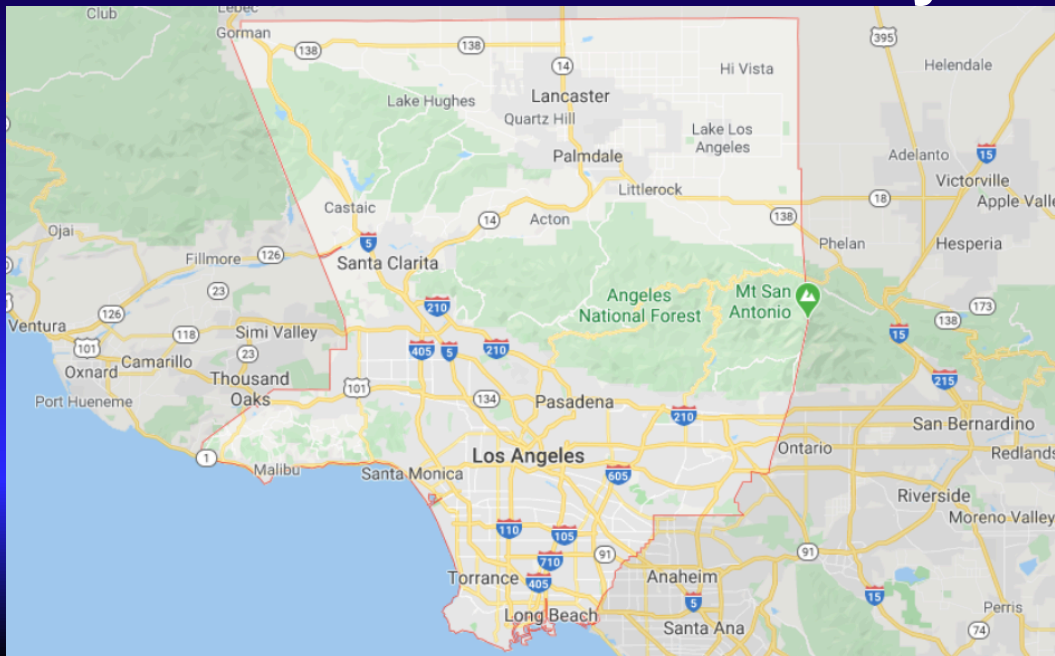 Club
Lebec
Gorman
138
138
14
395
Helendale
Hi Vista
Lake Hughes
Lancaster
Quartz Hill
Lake Los
Angeles
Palmdale
Adelanto
15
Victorville
Apple Valle
Littlerock
18
Castaic
14
Acton
138
Ojai
5
Phelan
Hesperia
Fillmore
126
Santa Clarita
23
210
Angeles
National Forest
Mt San
Antonio
173
126
138
Ventura
101
118
Simi Valley
405
5
210
15
Camarillo
23
Oxnard
Thousand
Oaks
101
215
Port Hueneme
134
Pasadena
210
San Bernardino
1
Malibu
Santa Monica
Los Angeles
605
Ontario
Redlands
Riverside
Moreno Valley
110
105
91
91
710
Torrance
405
Anaheim
5
15
Perris
Long Beach
Santa Ana
74